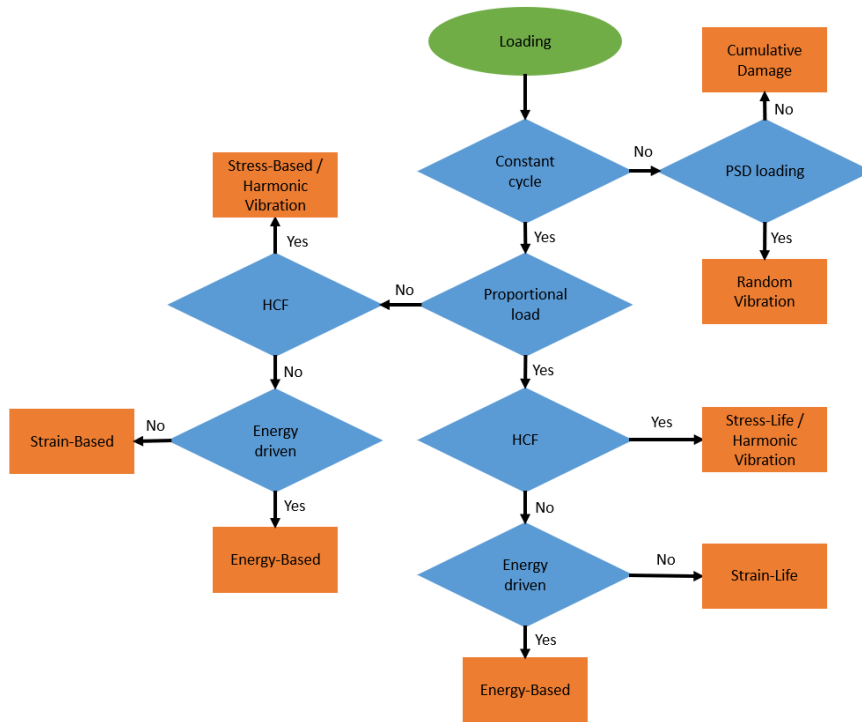 Loading
Cumulative
Damage
No
Constant
cycle
No
PSD loading
Stress-Based /
Harmonic
Vibration
Yes
Yes
Yes
HCF
No
Proportional
load
Random
Vibration
No
Yes
Strain-Based
No
Energy
driven
HCF
Yes
Stress-Life /
Harmonic
Vibration
Yes
No
Energy-Based
Energy
driven
No
Strain-Life
Yes
Energy-Based